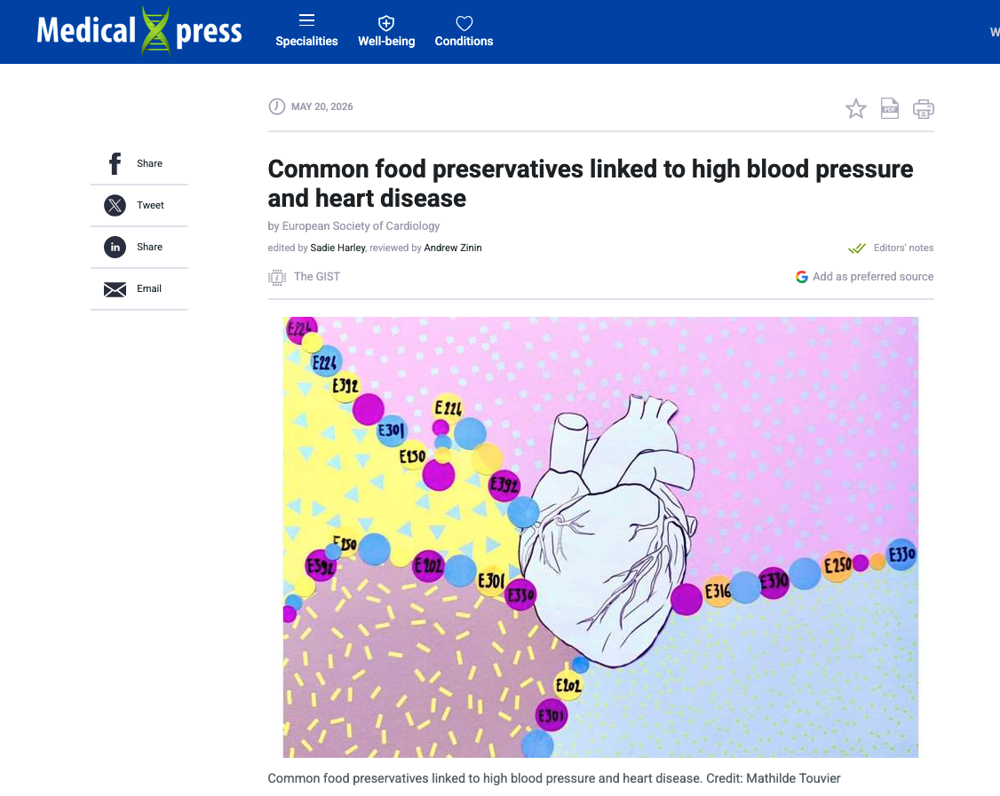 Medical Xpress
Specialities
Well-being
Conditions
W
MAY 20, 2026
PDF
Share
Tweet
Share
Email
Common food preservatives linked to high blood pressure
and heart disease
by European Society of Cardiology
edited by Sadie Harley, reviewed by Andrew Zinin
Editors' notes
The GIST
Add as preferred source
E224
E224
E392
E224
E301
E250
E392
E250
E392
E202
E301
E330
E316
E330
E250
E330
E202
E301
Common food preservatives linked to high blood pressure and heart disease. Credit: Mathilde Touvier